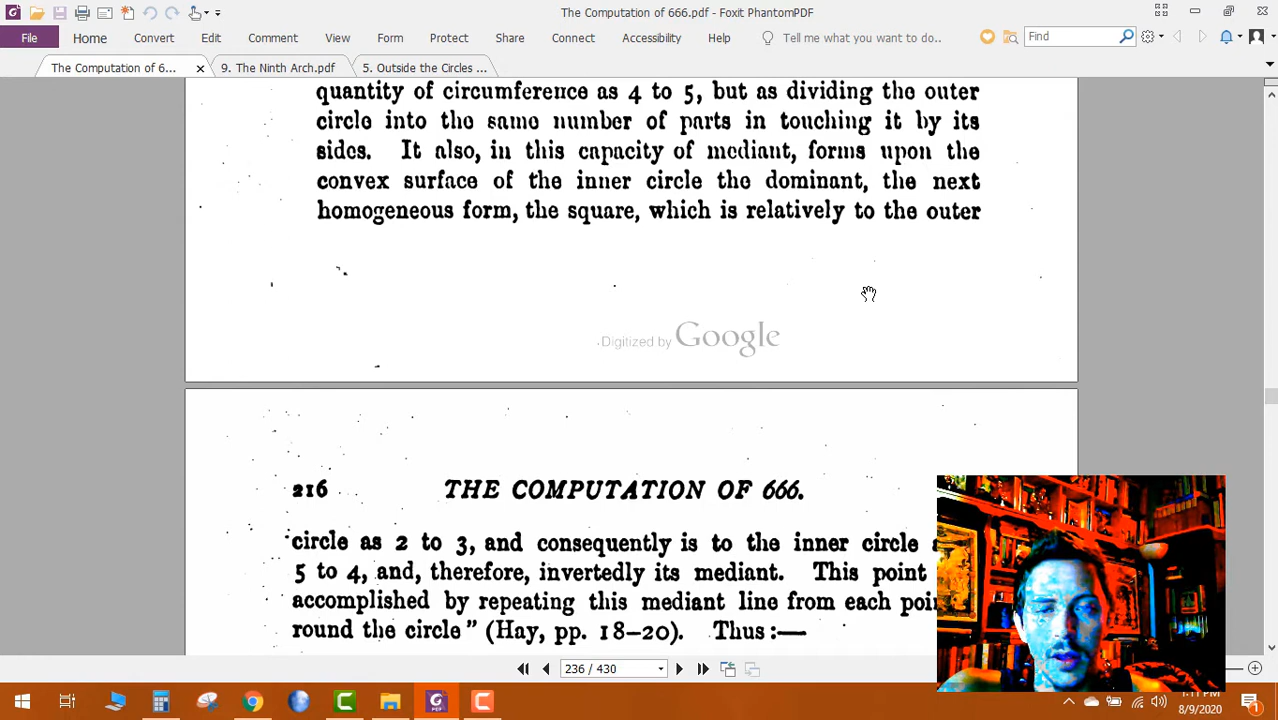 The Computation of 666.pdf - Foxit PhantomPDF
File Home Convert Edit Comment View Form Protect Share Connect Accessibility Help Tell me what you want to do.. Find
The Computation of 6... 9. The Ninth Arch.pdf 5. Outside the Circles ...
quantity of circumference as 4 to 5, but as dividing the outer
circle into the same number of parts in touching it by its
sides. It also, in this capacity of mediant, forms upon the
convex surface of the inner circle the dominant, the next
homogeneous form, the square, which is relatively to the outer
Digitized by Google
216 THE COMPUTATION OF 666.
circle as 2 to 3, and consequently is to the inner circle
5 to 4, and, therefore, invertedly its mediant. This point
accomplished by repeating this mediant line from each poin
round the circle" (Hay, pp. 18–20). Thus:—
236 / 430
1:11 PM
8/9/2020